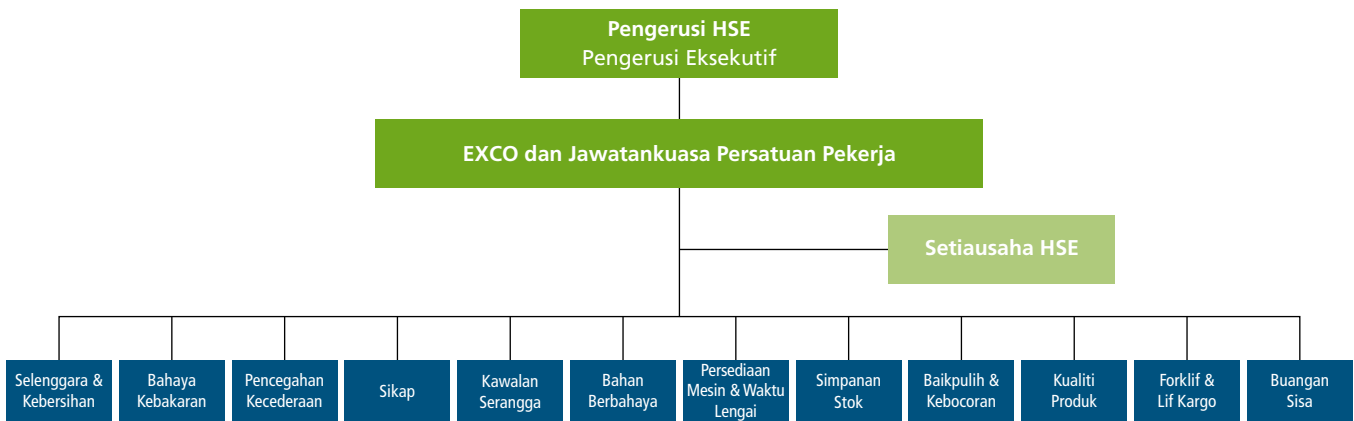 Pengerusi HSE
Pengerusi Eksekutif
EXCO dan Jawatankuasa Persatuan Pekerja
Setiausaha HSE
Selenggara &
Kebersihan
Bahaya
Kebakaran
Pencegahan
Kecederaan
Sikap
Kawalan
Serangga
Bahan
Berbahaya
Persediaan
Mesin & Waktu
Lengai
Simpanan
Stok
Baikpulih &
Kebocoran
Kualiti
Produk
Forklif &
Lif Kargo
Buangan
Sisa